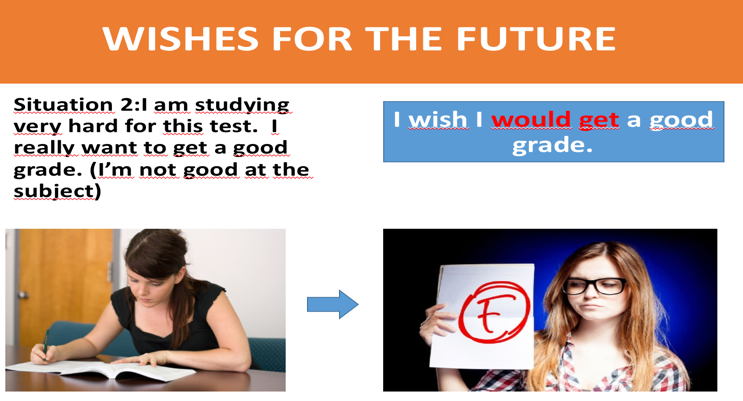 WISHES FOR THE FUTURE
Situation 2:I am studying
very hard for this test.  I
really want to get a good
grade. (I'm not good at the
subject)
I wish I would get a good
grade.
F